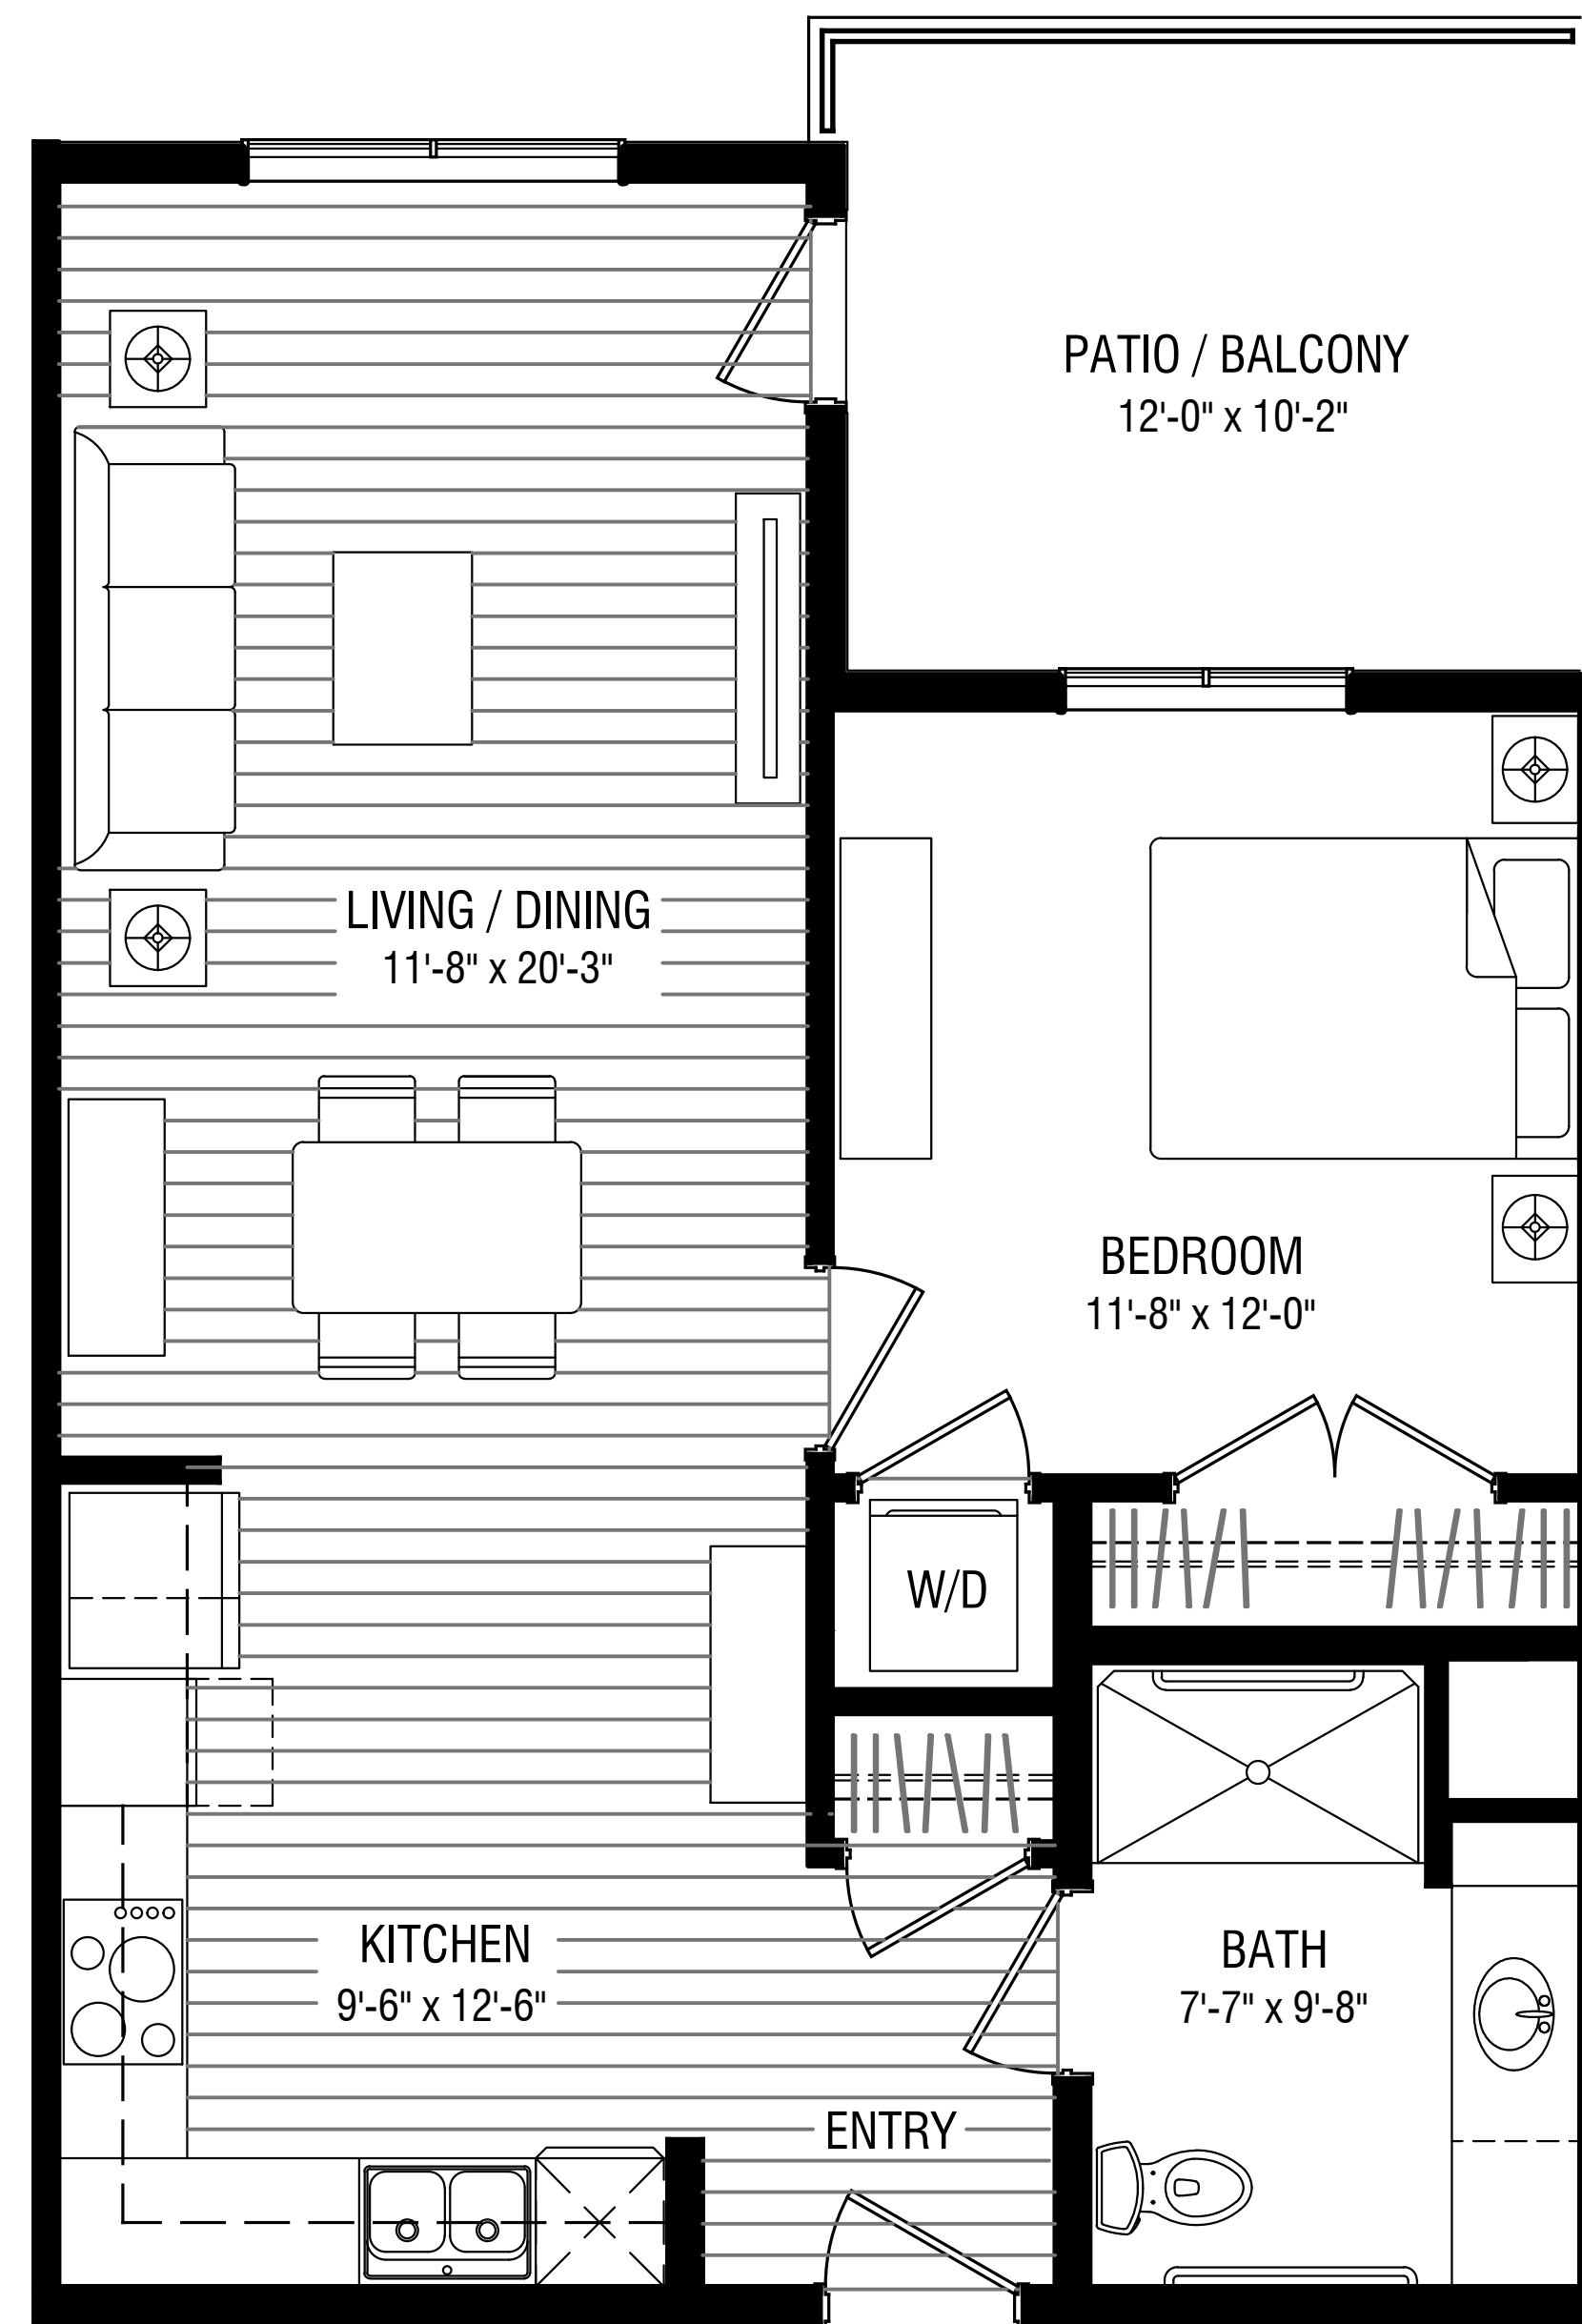 PATIO / BALCONY
12'-0" x 10'-2"
LIVING / DINING
11'-8" x 20'-3"
BEDROOM
11'-8" x 12'-0"
W/D
KITCHEN
9'-6" x 12'-6"
BATH
7'-7" x 9'-8"
ENTRY